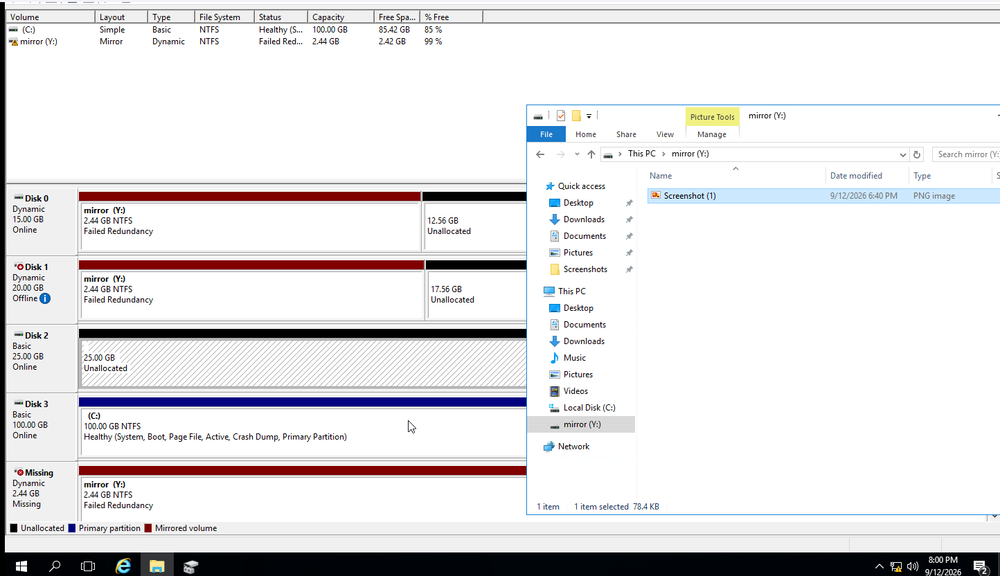 Volume Layout Type File System Status Capacity Free Spa... % Free
(C:) Simple Basic NTFS Healthy (S... 100.00 GB 85.42 GB 85 %
mirror (Y:) Mirror Dynamic NTFS Failed Red... 2.44 GB 2.42 GB 99 %
Disk 0
Dynamic
15.00 GB
Online
mirror (Y:)
2.44 GB NTFS
Failed Redundancy
12.56 GB
Unallocated
Disk 1
Dynamic
20.00 GB
Offline
mirror (Y:)
2.44 GB NTFS
Failed Redundancy
17.56 GB
Unallocated
Disk 2
Basic
25.00 GB
Online
25.00 GB
Unallocated
Disk 3
Basic
100.00 GB
Online
(C:)
100.00 GB NTFS
Healthy (System, Boot, Page File, Active, Crash Dump, Primary Partition)
Missing
Dynamic
2.44 GB
Missing
mirror (Y:)
2.44 GB NTFS
Failed Redundancy
Unallocated Primary partition Mirrored volume
Picture Tools mirror (Y:)
File Home Share View Manage
This PC mirror (Y:) Search mirror (Y:)
Name Date modified Type S
Screenshot (1) 9/12/2026 6:40 PM PNG image
Quick access
Desktop
Downloads
Documents
Pictures
Screenshots
This PC
Desktop
Documents
Downloads
Music
Pictures
Videos
Local Disk (C:)
mirror (Y:)
Network
1 item 1 item selected 78.4 KB
8:00 PM
9/12/2026
2